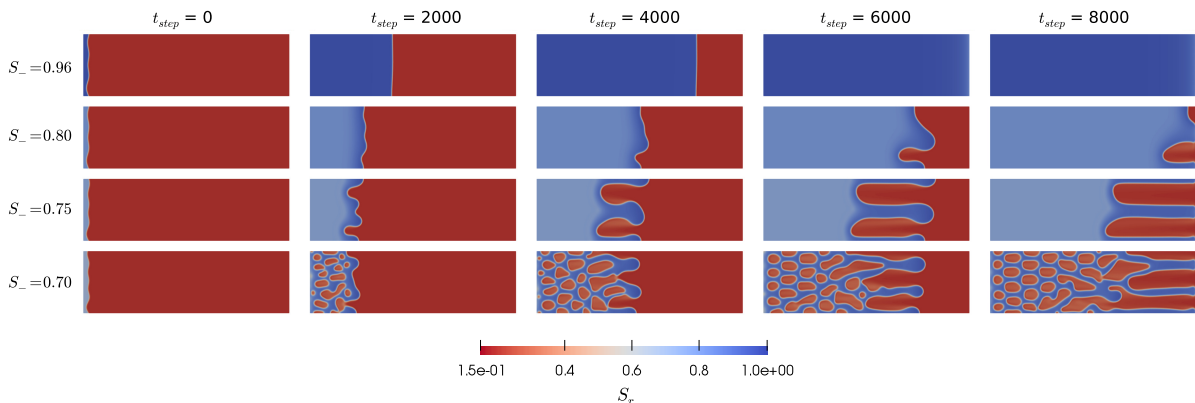 t_step = 0 t_step = 2000 t_step = 4000 t_step = 6000 t_step = 8000
S_−=0.96
S_−=0.80
S_−=0.75
S_−=0.70
1.5e-01 0.4 0.6 0.8 1.0e+00
S_r